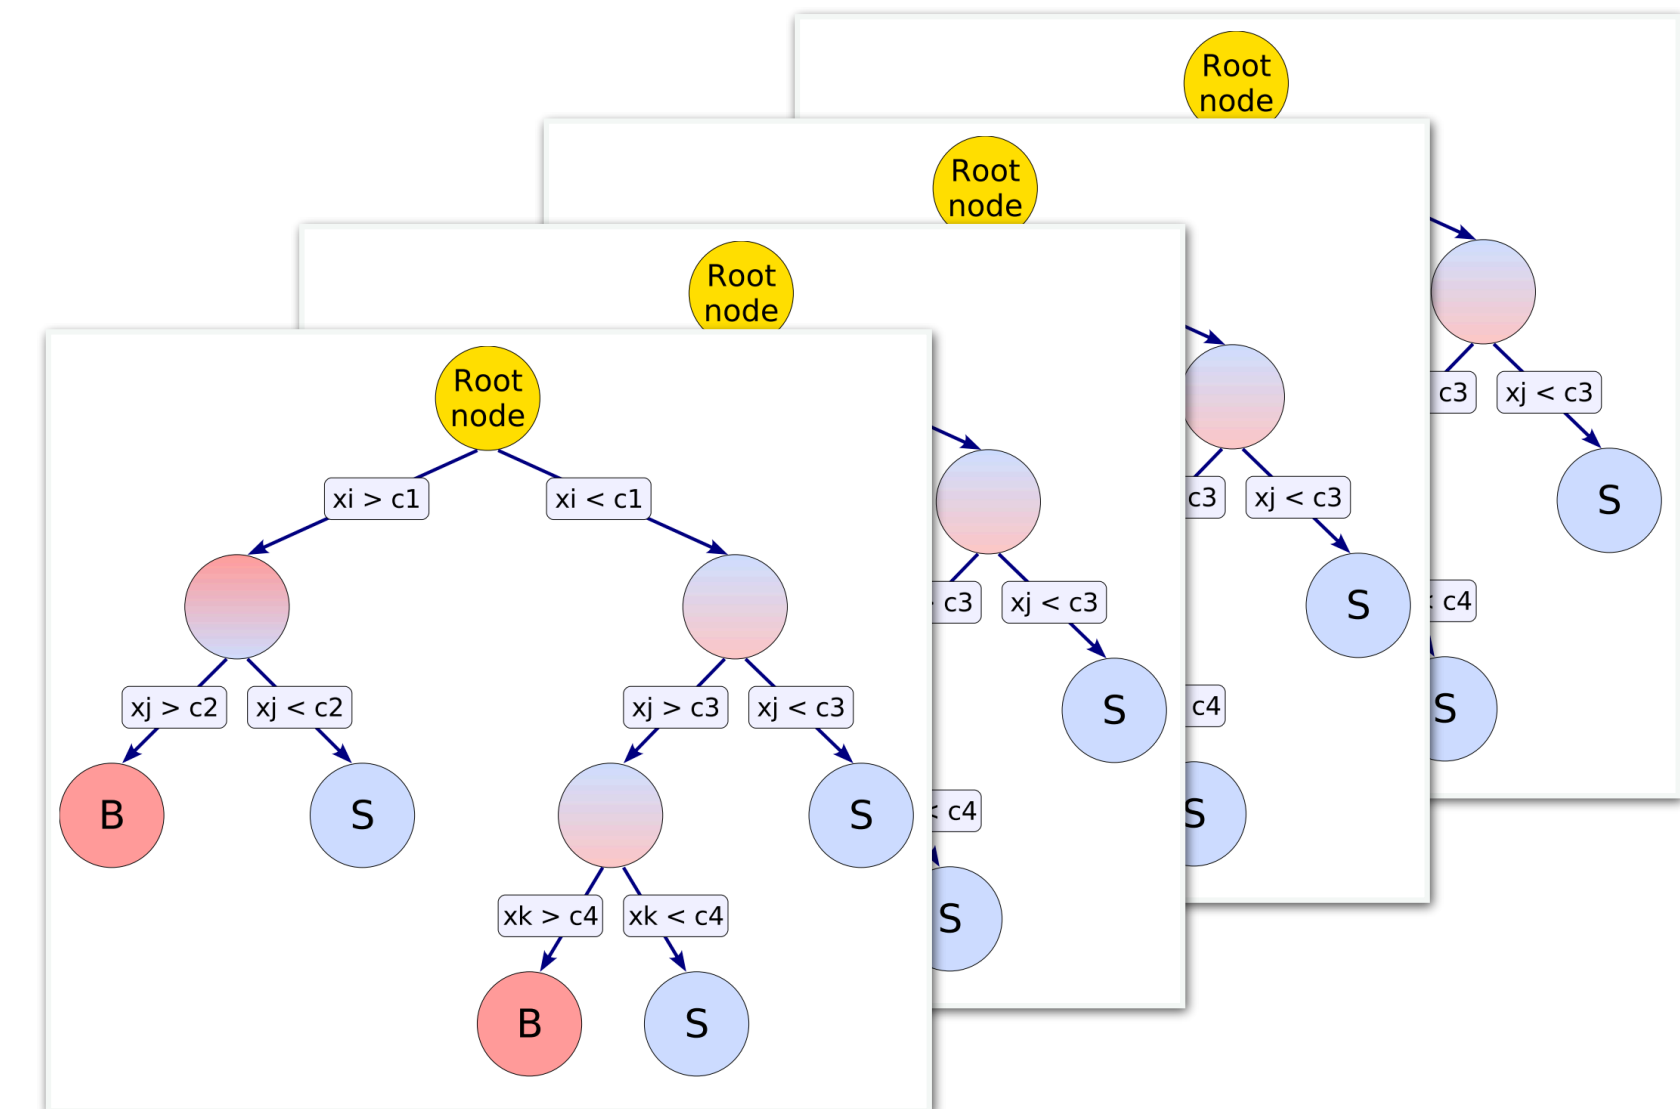 Root
node
Root
node
Root
node
Root
node
xi > c1
xi < c1
xj > c2
xj < c2
xj > c3
xj < c3
B
S
S
xk > c4
xk < c4
B
S
c3
xj < c3
S
< c4
S
c3
xj < c3
S
c4
S
c3
xj < c3
S
c4
S